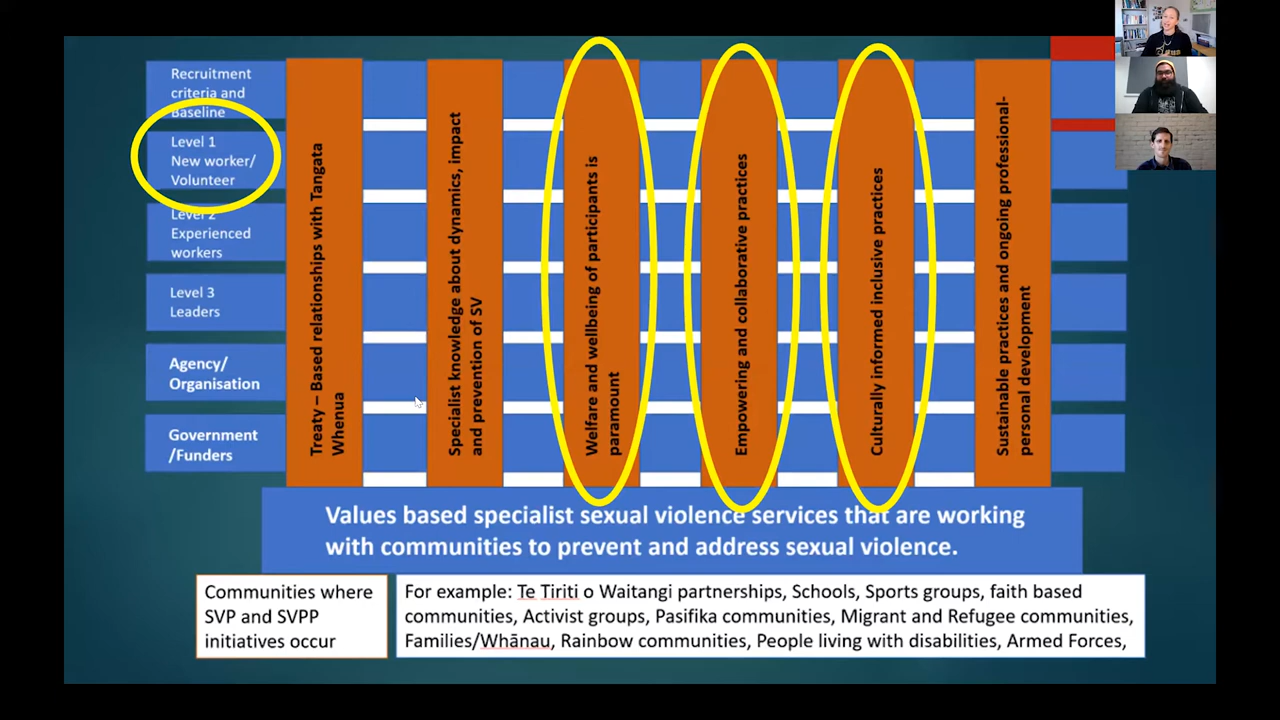 Recruitment
criteria and
Baseline
Level 1
New worker/
Volunteer
Level 2
Experienced
workers
Level 3
Leaders
Agency/
Organisation
Government
/Funders
Treaty – Based relationships with Tangata
Whenua
Specialist knowledge about dynamics, impact
and prevention of SV
Welfare and wellbeing of participants is
paramount
Empowering and collaborative practices
Culturally informed inclusive practices
Sustainable practices and ongoing professional-
personal development
Values based specialist sexual violence services that are working
with communities to prevent and address sexual violence.
Communities where
SVP and SVPP
initiatives occur
For example: Te Tiriti o Waitangi partnerships, Schools, Sports groups, faith based
communities, Activist groups, Pasifika communities, Migrant and Refugee communities,
Families/Whānau, Rainbow communities, People living with disabilities, Armed Forces,